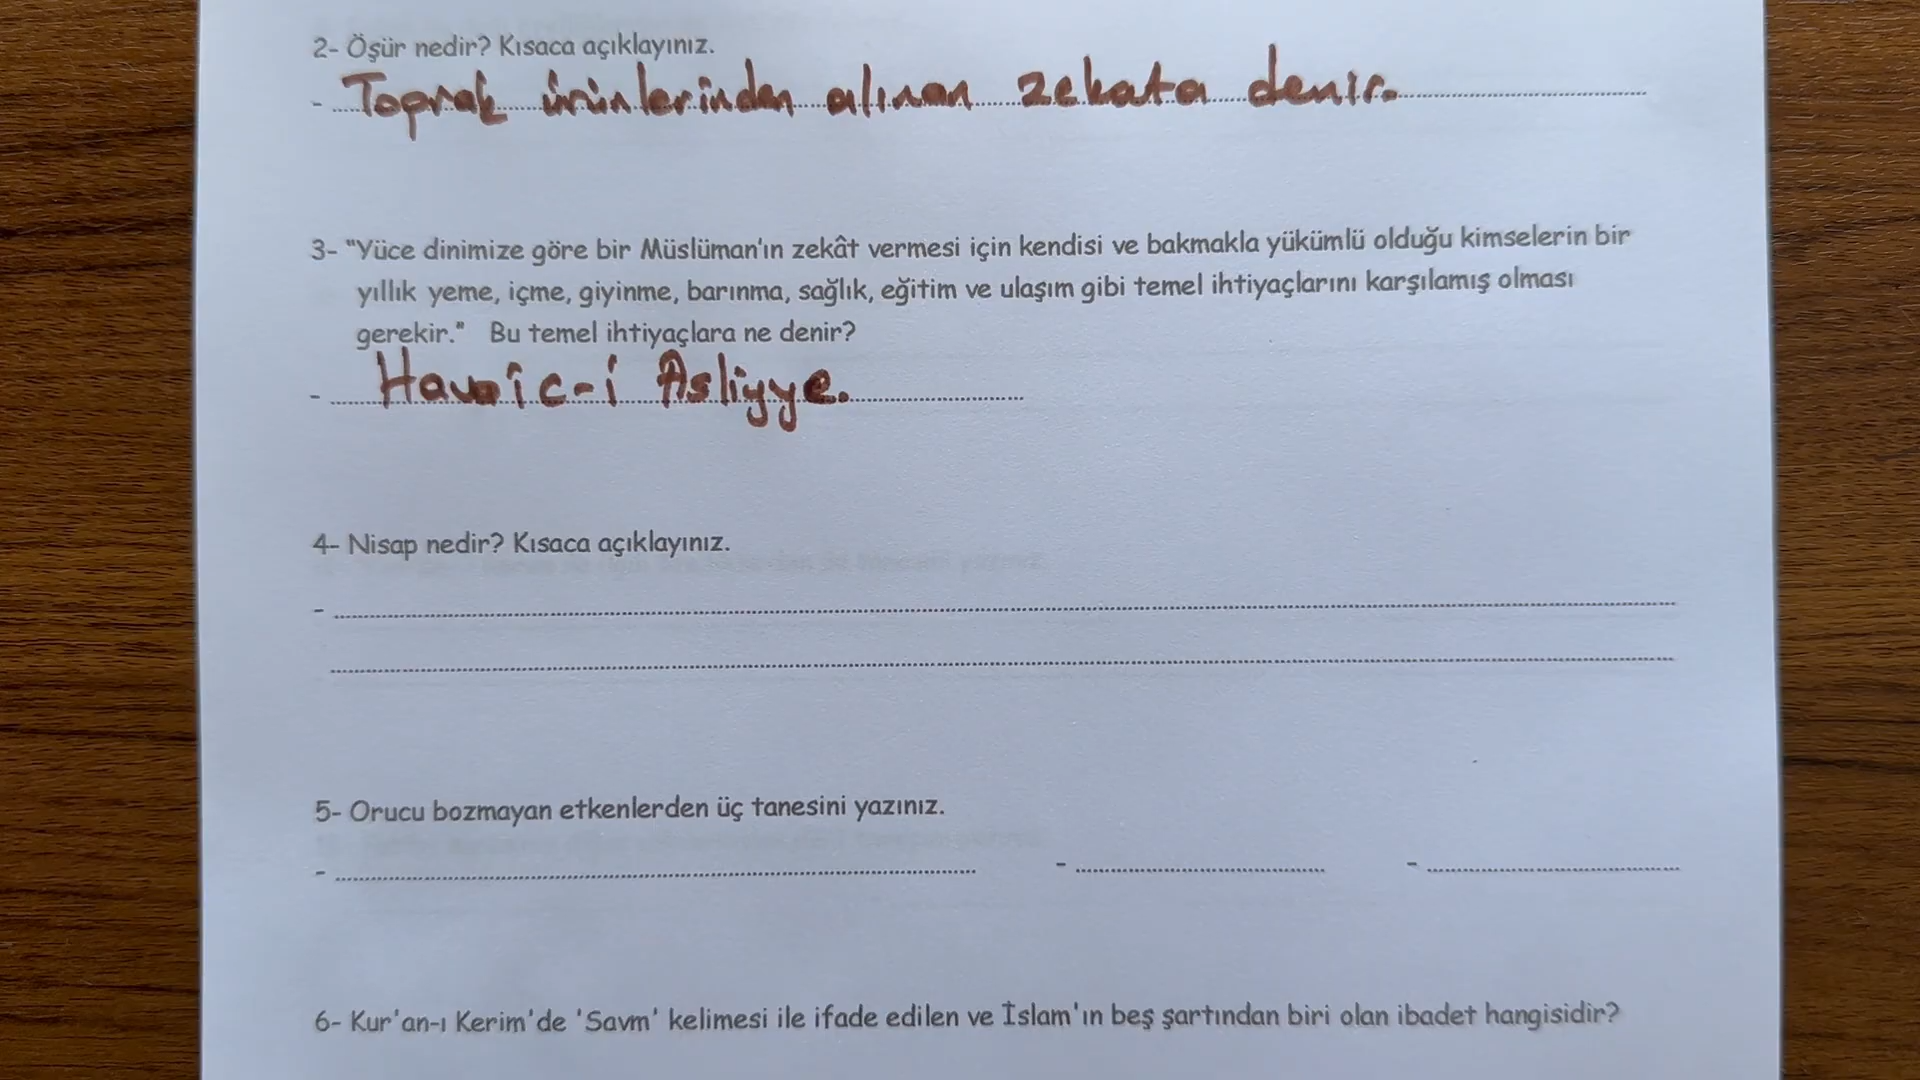 2- Öşür nedir? Kısaca açıklayınız.
- Toprak ürünlerinden alınan zekata denir.
3- "Yüce dinimize göre bir Müslüman'ın zekât vermesi için kendisi ve bakmakla yükümlü olduğu kimselerin bir
yıllık yeme, içme, giyinme, barınma, sağlık, eğitim ve ulaşım gibi temel ihtiyaçlarını karşılamış olması
gerekir." Bu temel ihtiyaçlara ne denir?
- Havaic-i Asliyye.
4- Nisap nedir? Kısaca açıklayınız.
-
5- Orucu bozmayan etkenlerden üç tanesini yazınız.
- - -
6- Kur'an-ı Kerim'de 'Savm' kelimesi ile ifade edilen ve İslam'ın beş şartından biri olan ibadet hangisidir?